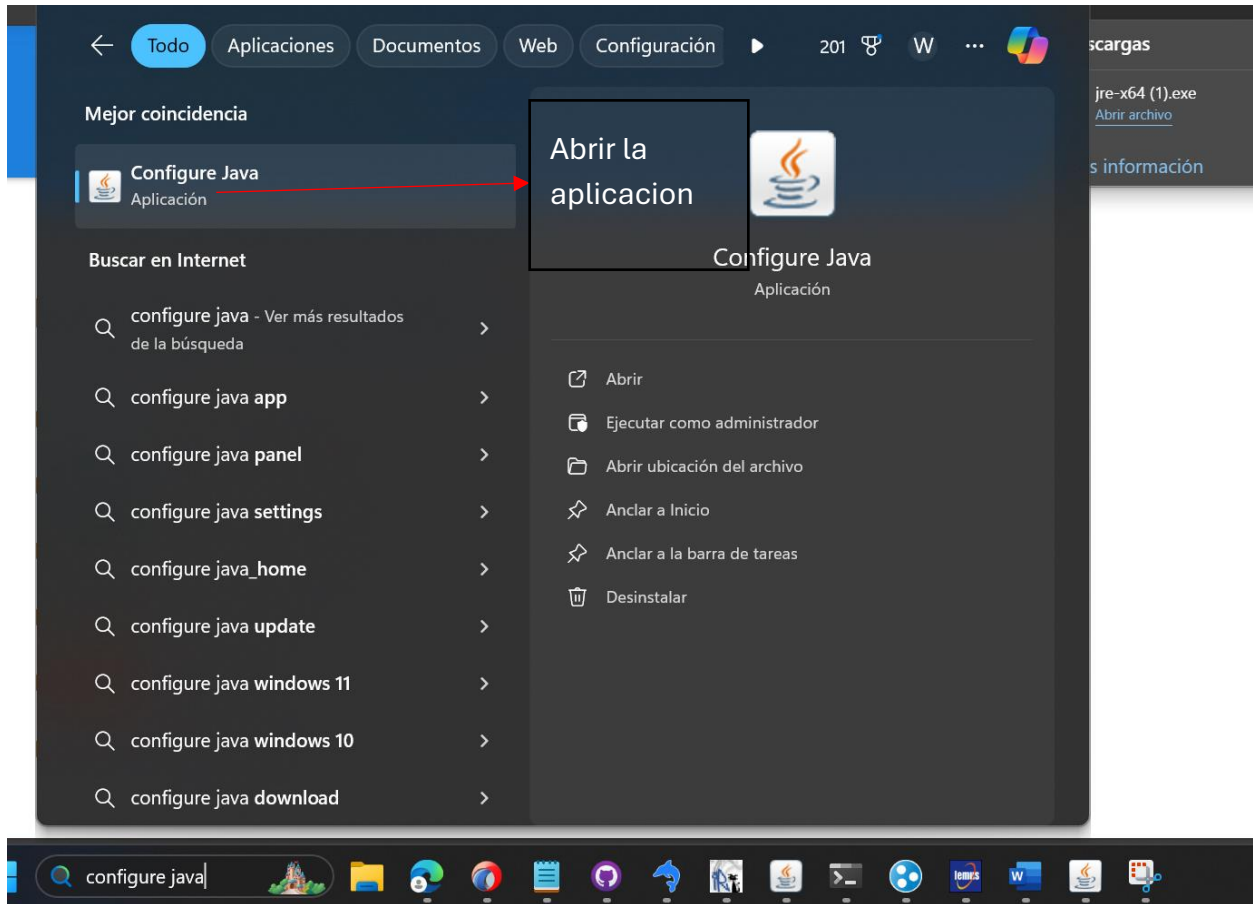 Todo Aplicaciones Documentos Web Configuración 201 W ...
scargas
jre-x64 (1).exe
Abrir archivo
s información
Mejor coincidencia
Configure Java
Aplicación
Buscar en Internet
configure java - Ver más resultados
de la búsqueda
configure java app
configure java panel
configure java settings
configure java_home
configure java update
configure java windows 11
configure java windows 10
configure java download
Abrir la
aplicacion
Configure Java
Aplicación
Abrir
Ejecutar como administrador
Abrir ubicación del archivo
Anclar a Inicio
Anclar a la barra de tareas
Desinstalar
configure java
lemras
W